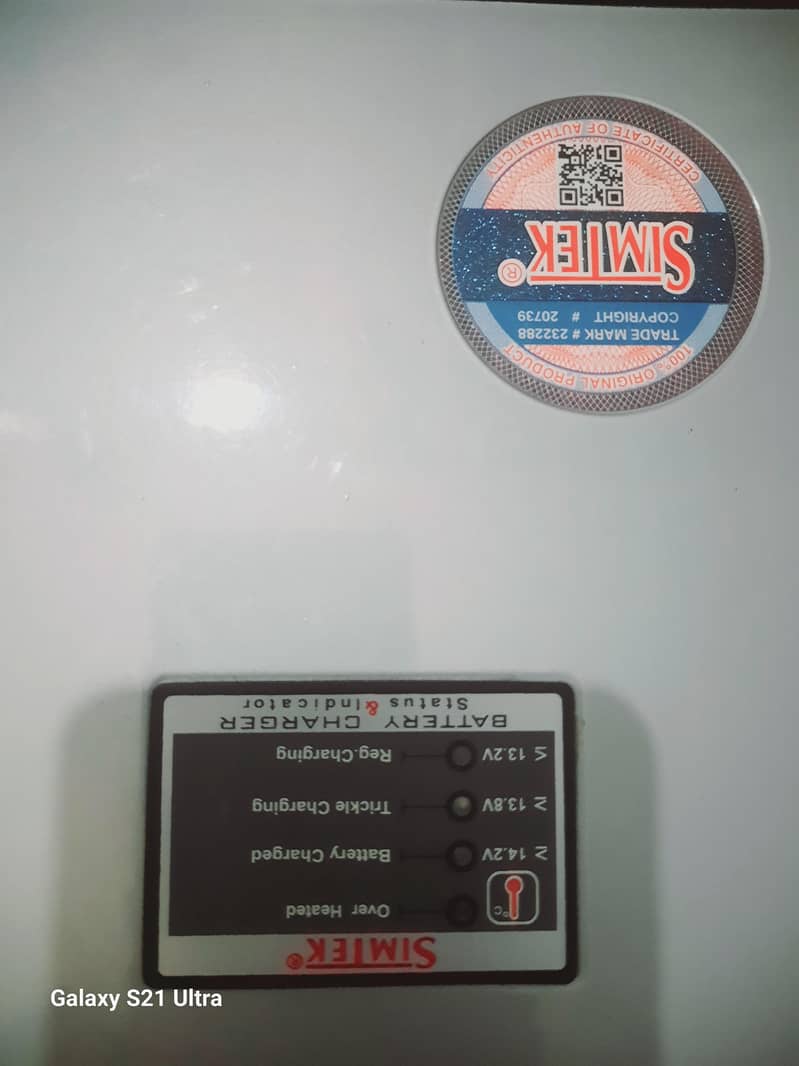 CERTIFICATE OF AUTHENTICITY
SIMTEK®
TRADE MARK # 232288
COPYRIGHT # 20739
100% ORIGINAL PRODUCT
BATTERY CHARGER
Status & Indicator
≤ 13.2V Reg.Charging
≥ 13.8V Trickle Charging
≥ 14.2V Battery Charged
°C Over Heated
SIMTEK®
Galaxy S21 Ultra